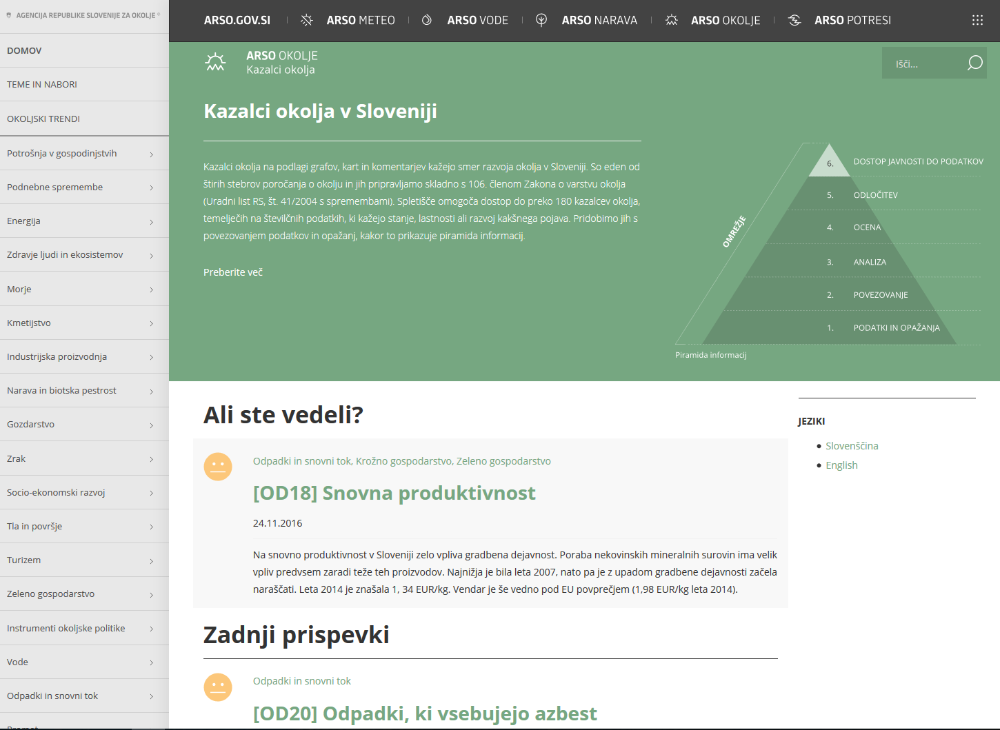 AGENCIJA REPUBLIKE SLOVENIJE ZA OKOLJE
DOMOV
TEME IN NABORI
OKOLJSKI TRENDI
Potrošnja v gospodinjstvih
Podnebne spremembe
Energija
Zdravje ljudi in ekosistemov
Morje
Kmetijstvo
Industrijska proizvodnja
Narava in biotska pestrost
Gozdarstvo
Zrak
Socio-ekonomski razvoj
Tla in površje
Turizem
Zeleno gospodarstvo
Instrumenti okoljske politike
Vode
Odpadki in snovni tok
Promet
ARSO.GOV.SI
ARSO METEO
ARSO VODE
ARSO NARAVA
ARSO OKOLJE
ARSO POTRESI
ARSO OKOLJE
Kazalci okolja
Išči...
Kazalci okolja v Sloveniji
Kazalci okolja na podlagi grafov, kart in komentarjev kažejo smer razvoja okolja v Sloveniji. So eden od
štirih stebrov poročanja o okolju in jih pripravljamo skladno s 106. členom Zakona o varstvu okolja
(Uradni list RS, št. 41/2004 s spremembami). Spletišče omogoča dostop do preko 180 kazalcev okolja,
temelječih na številčnih podatkih, ki kažejo stanje, lastnosti ali razvoj kakšnega pojava. Pridobimo jih s
povezovanjem podatkov in opažanj, kakor to prikazuje piramida informacij.
Preberite več
OMREŽJE
6. DOSTOP JAVNOSTI DO PODATKOV
5. ODLOČITEV
4. OCENA
3. ANALIZA
2. POVEZOVANJE
1. PODATKI IN OPAŽANJA
Piramida informacij
Ali ste vedeli?
Odpadki in snovni tok, Krožno gospodarstvo, Zeleno gospodarstvo
[OD18] Snovna produktivnost
24.11.2016
Na snovno produktivnost v Sloveniji zelo vpliva gradbena dejavnost. Poraba nekovinskih mineralnih surovin ima velik
vpliv predvsem zaradi teže teh proizvodov. Najnižja je bila leta 2007, nato pa je z upadom gradbene dejavnosti začela
naraščati. Leta 2014 je znašala 1, 34 EUR/kg. Vendar je še vedno pod EU povprečjem (1,98 EUR/kg leta 2014).
Zadnji prispevki
Odpadki in snovni tok
[OD20] Odpadki, ki vsebujejo azbest
JEZIKI
Slovenščina
English